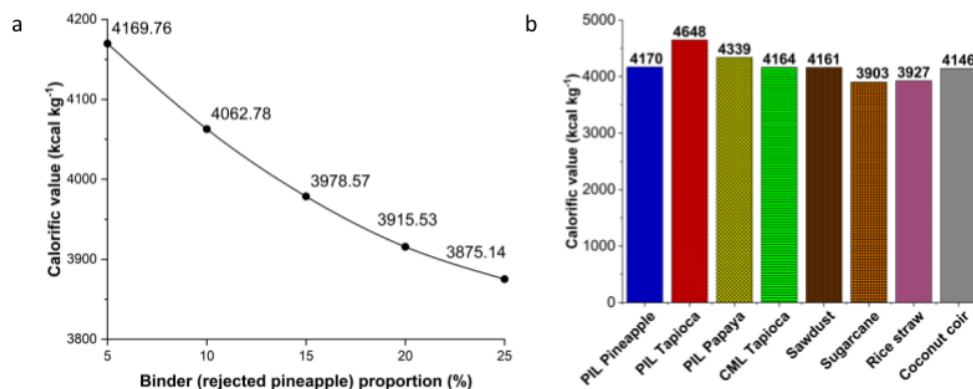 a
4200
4100
4000
3900
3800
Calorific value (kcal kg⁻¹)
4169.76
4062.78
3978.57
3915.53
3875.14
5
10
15
20
25
Binder (rejected pineapple) proportion (%)
b
5000
4000
3000
2000
1000
0
Calorific value (kcal kg⁻¹)
4170
4648
4339
4164
4161
3903
3927
4146
PIL Pineapple
PIL Tapioca
PIL Papaya
CML Tapioca
Sawdust
Sugarcane
Rice straw
Coconut coir